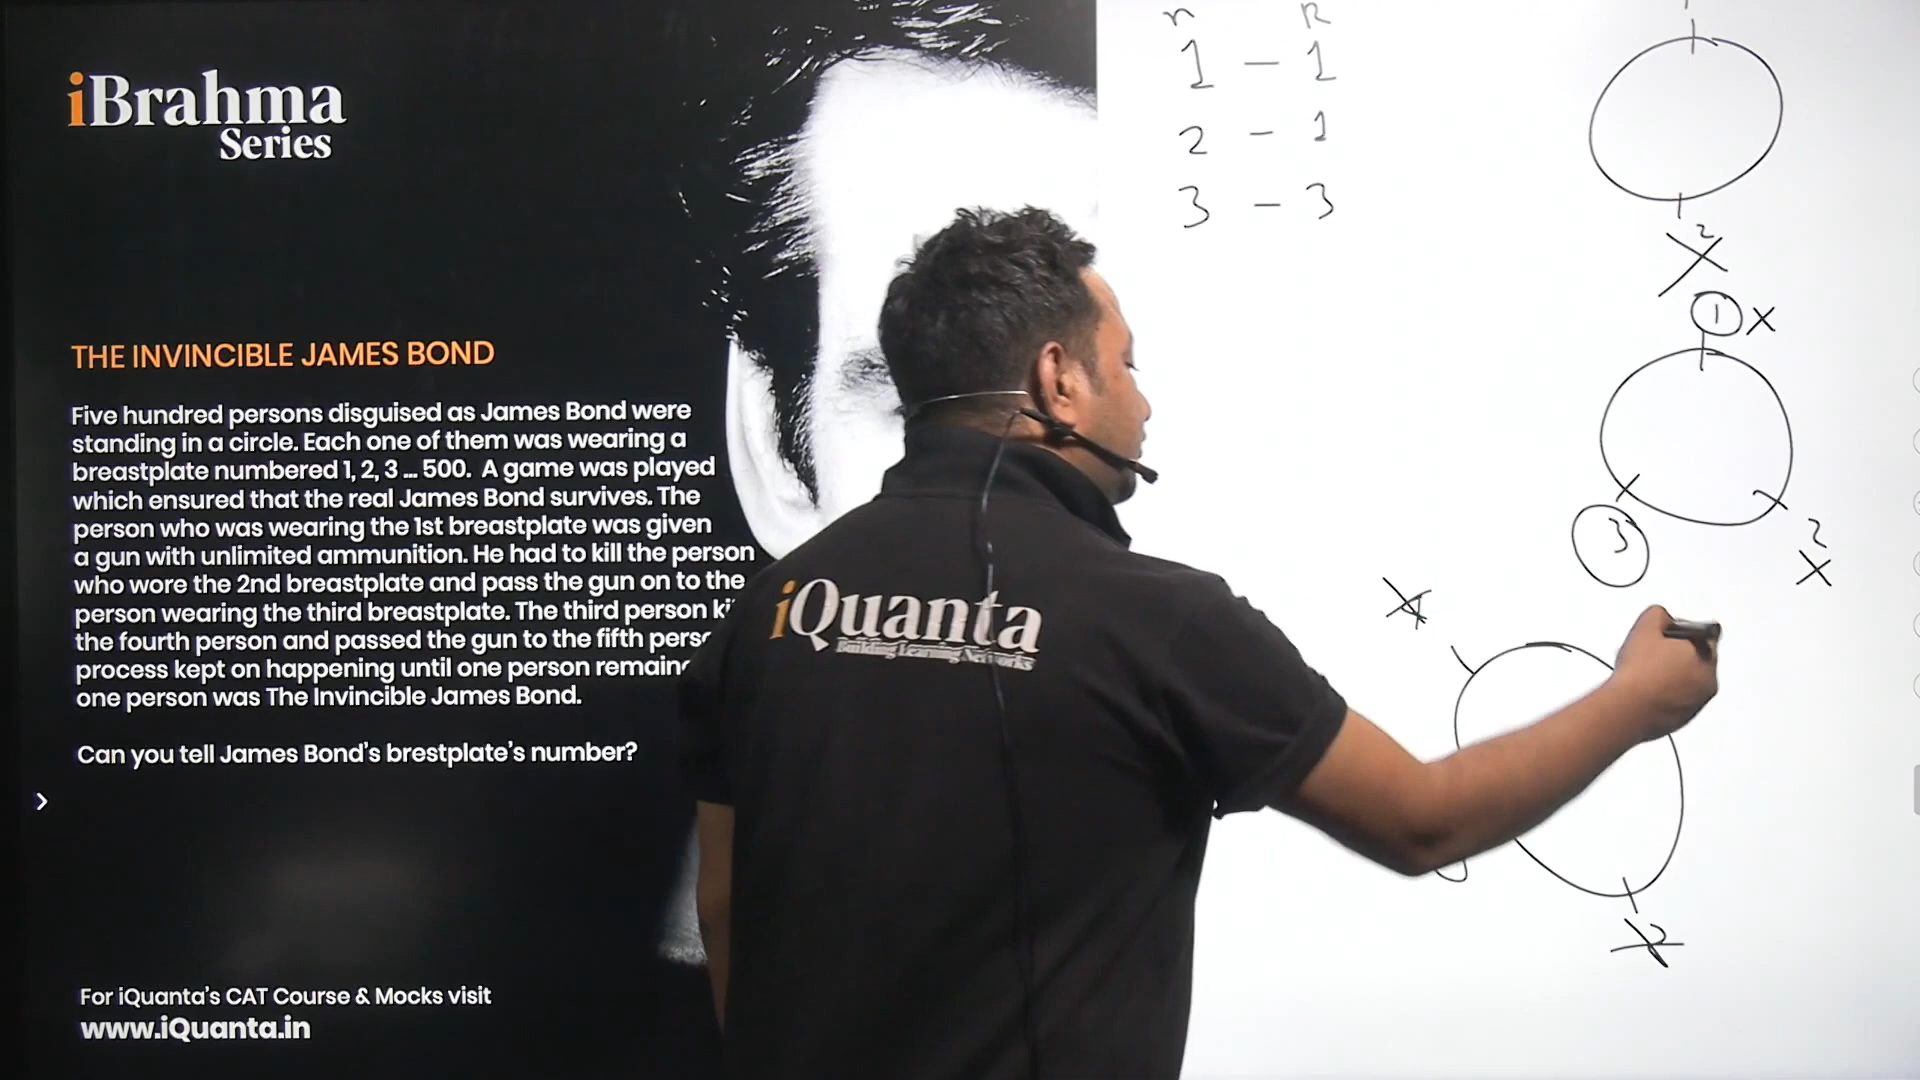 iBrahma
Series
THE INVINCIBLE JAMES BOND
Five hundred persons disguised as James Bond were
standing in a circle. Each one of them was wearing a
breastplate numbered 1, 2, 3 ... 500. A game was played
which ensured that the real James Bond survives. The
person who was wearing the 1st breastplate was given
a gun with unlimited ammunition. He had to kill the person
who wore the 2nd breastplate and pass the gun on to the
person wearing the third breastplate. The third person
the fourth person and passed the gun to the fifth
process kept on happening until one person
one person was The Invincible James Bond.
Can you tell James Bond's brestplate's number?
For iQuanta's CAT Course & Mocks visit
www.iQuanta.in
iQuanta
Building Learning Networks
n R
1 - 1
2 - 1
3 - 3
2
1
3
2
4
2